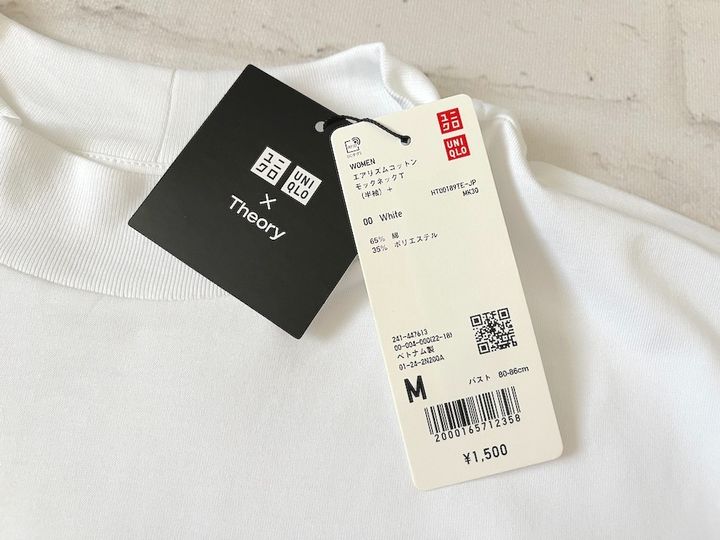 ユニ
クロ
UNI
QLO
×
Theory
ユニ
クロ
UNI
QLO
WOMEN
エアリズムコットン
モックネックT
(半袖) +
HT00189TE-JP
MK30
00 White
65% 綿
35% ポリエステル
241-447613
00-004-000(22-18)
ベトナム製
01-24-2N200A
M
バスト 80-86cm
2000165712358
¥1,500